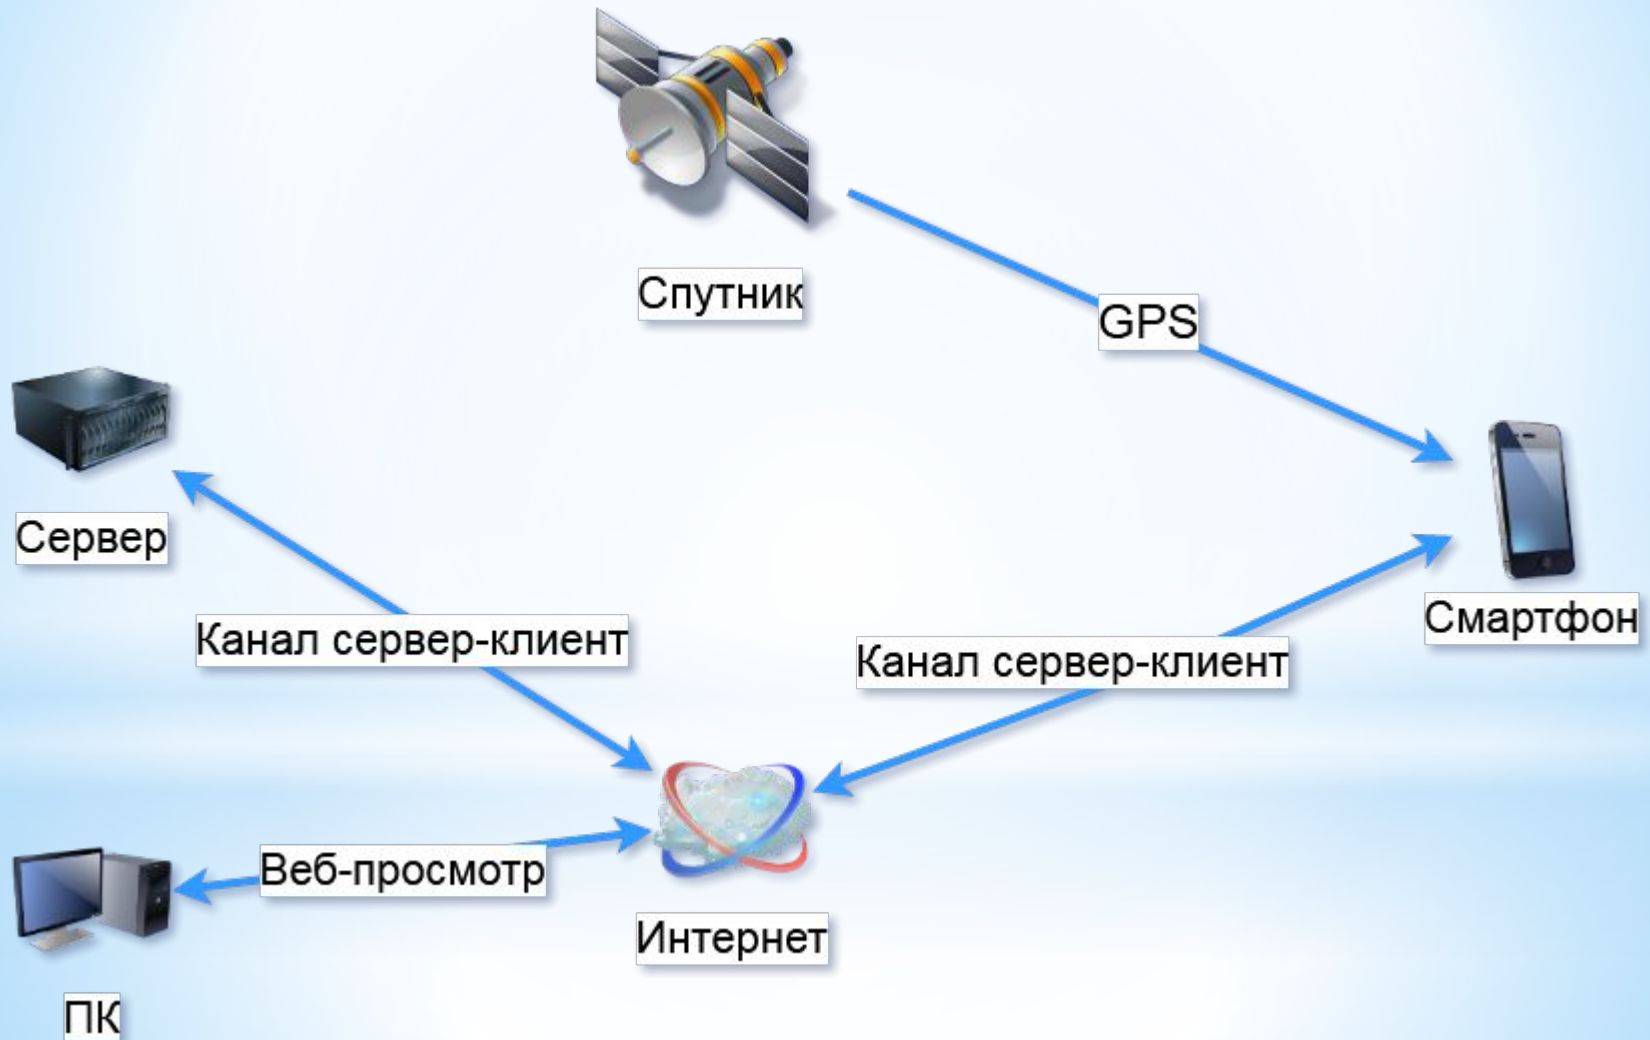 Спутник
GPS
Сервер
Смартфон
Канал сервер-клиент
Канал сервер-клиент
Веб-просмотр
Интернет
ПК